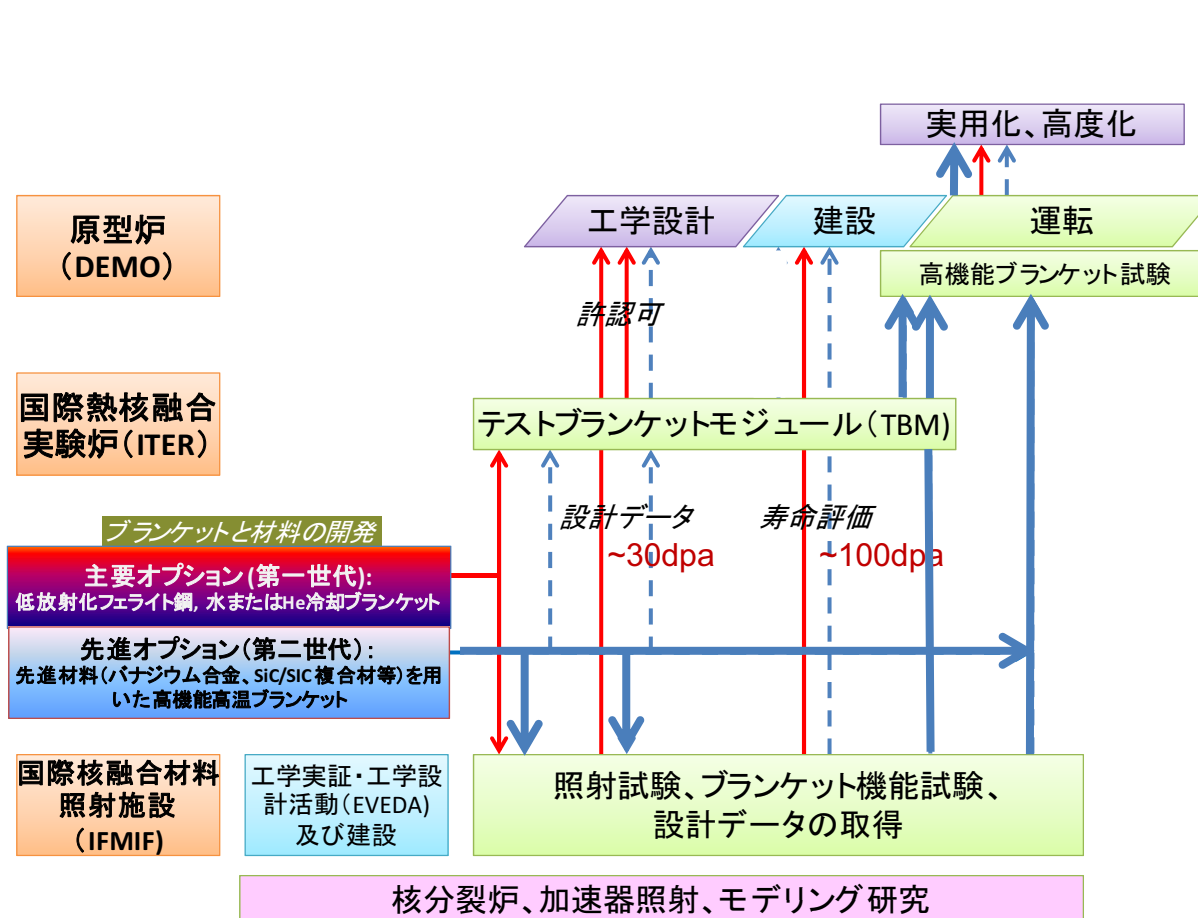 実用化、高度化
原型炉
（DEMO）
工学設計
建設
運転
高機能ブランケット試験
許認可
国際熱核融合
実験炉（ITER）
テストブランケットモジュール（TBM)
設計データ
~30dpa
寿命評価
~100dpa
ブランケットと材料の開発
主要オプション（第一世代）:
低放射化フェライト鋼, 水またはHe冷却ブランケット
先進オプション（第二世代）:
先進材料（バナジウム合金、SiC/SIC 複合材等）を用
いた高機能高温ブランケット
国際核融合材料
照射施設
（IFMIF)
工学実証・工学設
計活動（EVEDA)
及び建設
照射試験、ブランケット機能試験、
設計データの取得
核分裂炉、加速器照射、モデリング研究